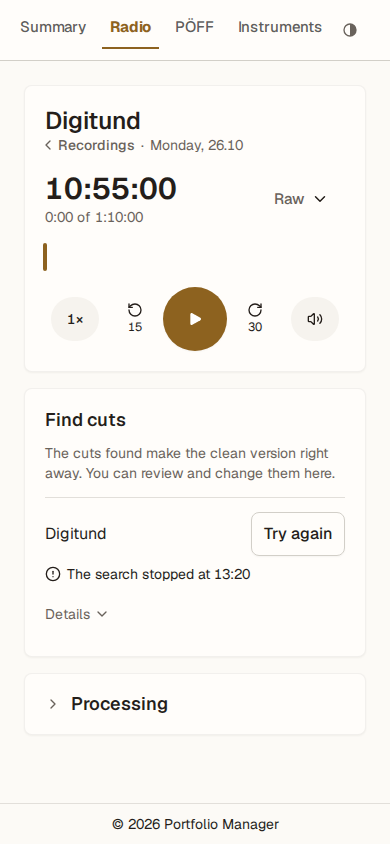 Summary Radio PÖFF Instruments
Digitund
Recordings · Monday, 26.10
10:55:00
Raw
0:00 of 1:10:00
1×
15
30
Find cuts
The cuts found make the clean version right
away. You can review and change them here.
Digitund
Try again
The search stopped at 13:20
Details
Processing
© 2026 Portfolio Manager